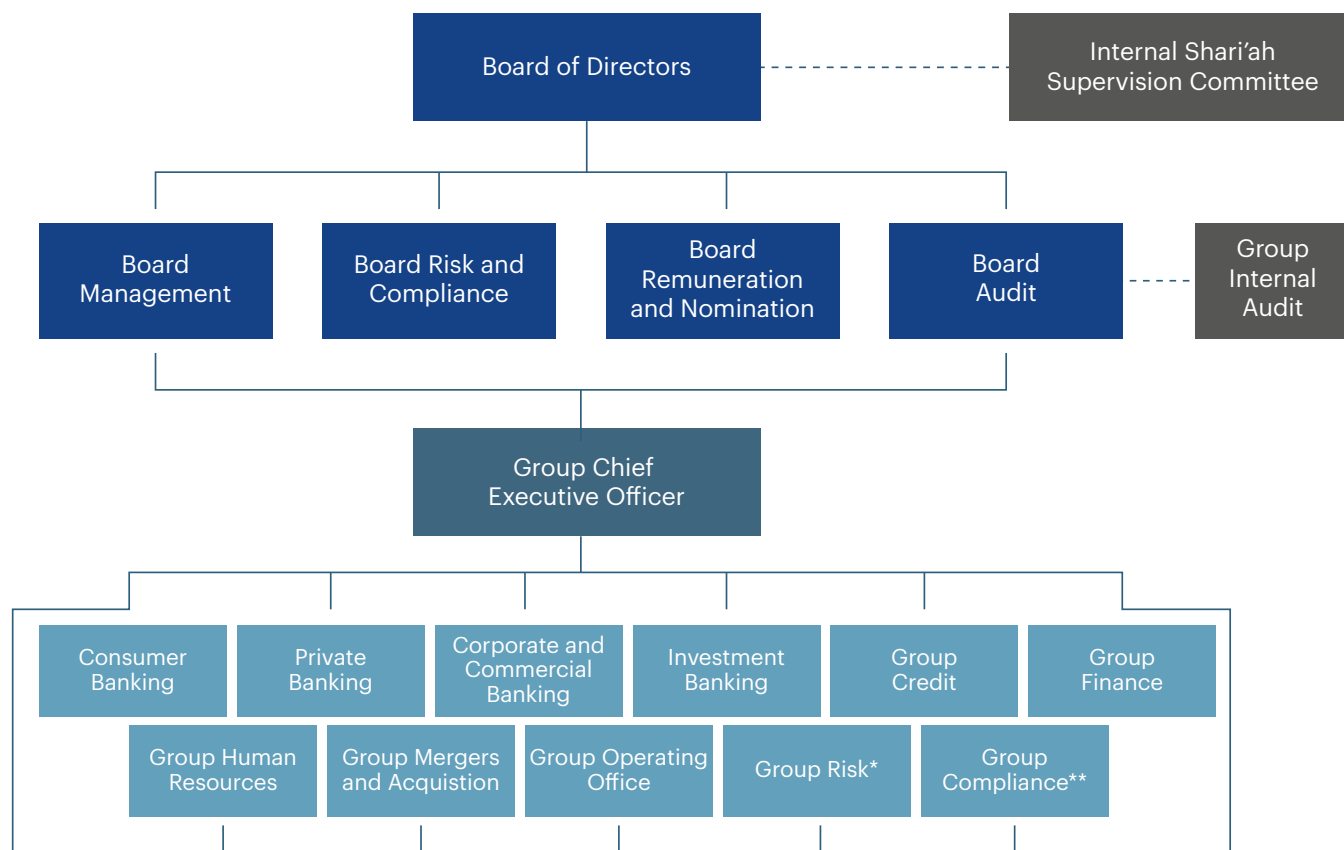 Board of Directors
Internal Shari’ah
Supervision Committee
Board
Management
Board Risk and
Compliance
Board
Remuneration
and Nomination
Board
Audit
Group
Internal
Audit
Group Chief
Executive Officer
Consumer
Banking
Private
Banking
Corporate and
Commercial
Banking
Investment
Banking
Group
Credit
Group
Finance
Group Human
Resources
Group Mergers
and Acquistion
Group Operating
Office
Group Risk*
Group
Compliance**